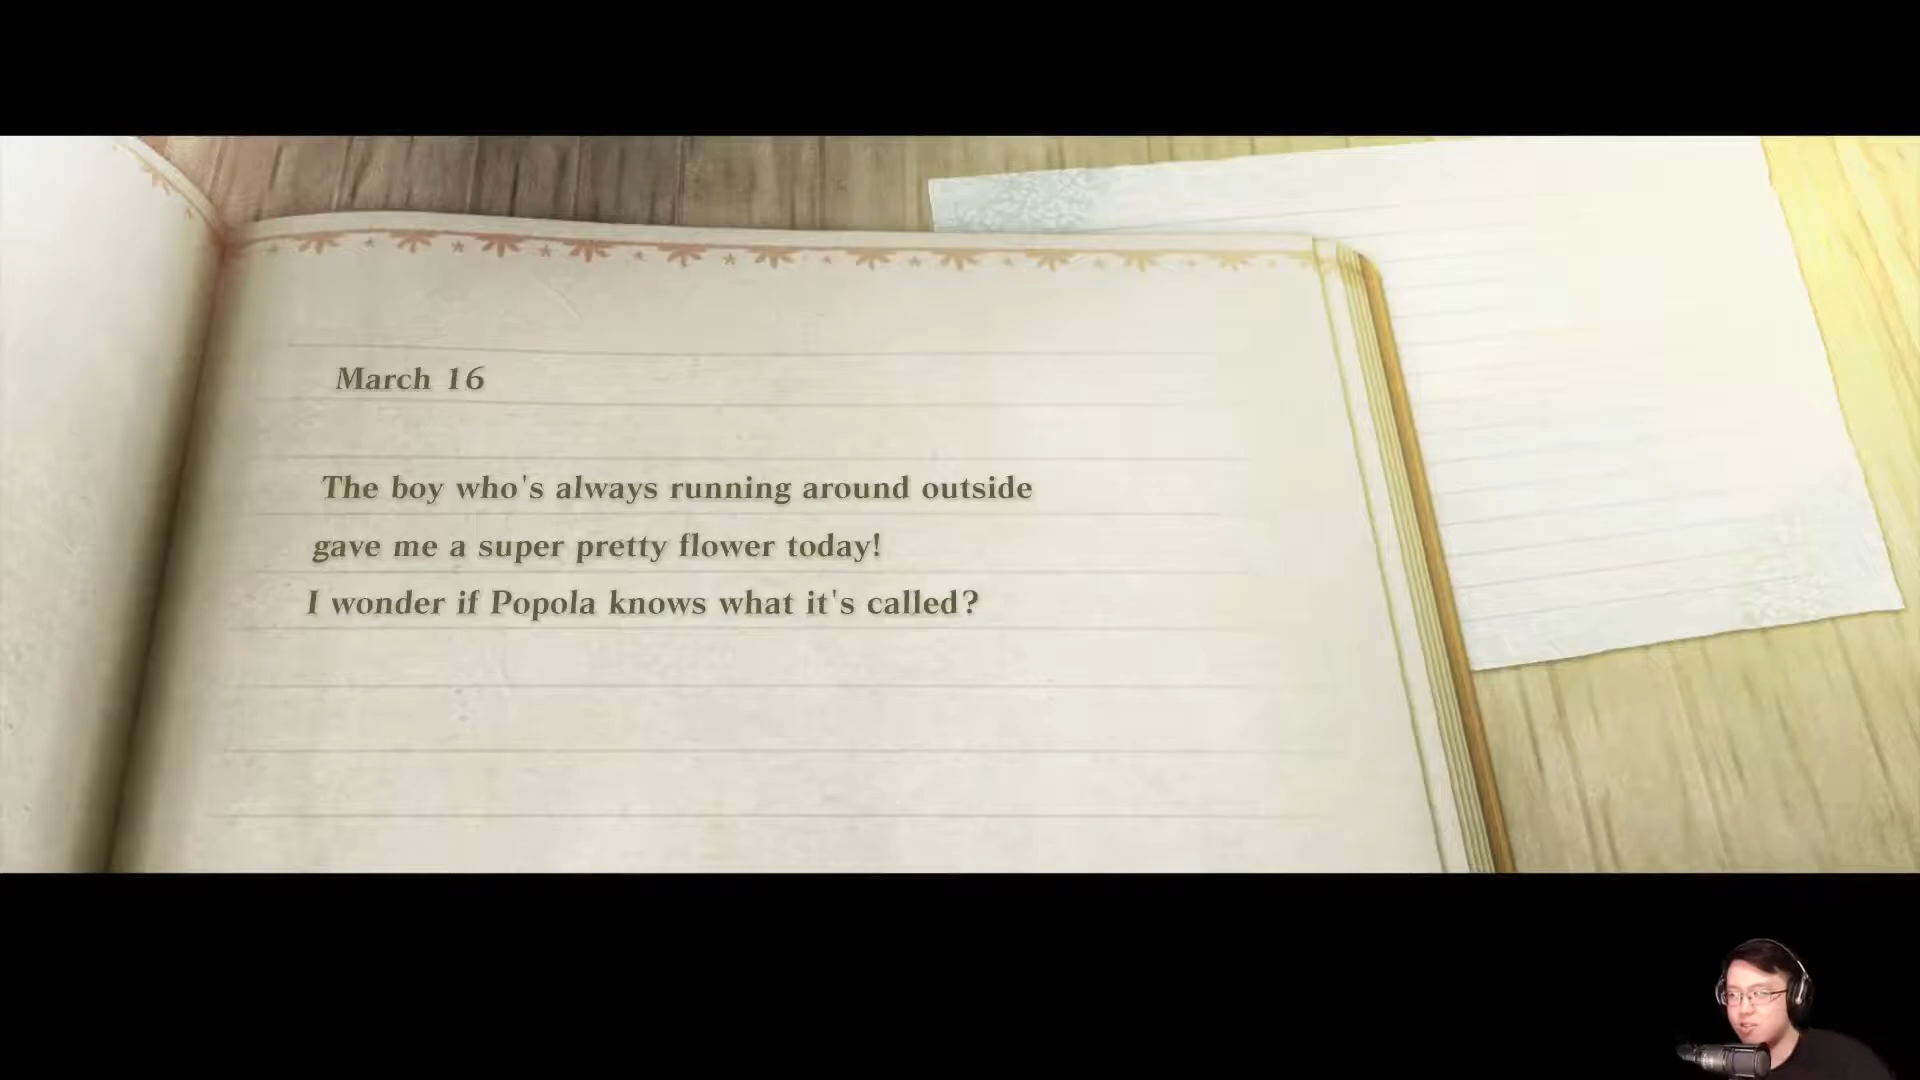 March 16
The boy who's always running around outside
gave me a super pretty flower today!
I wonder if Popola knows what it's called?